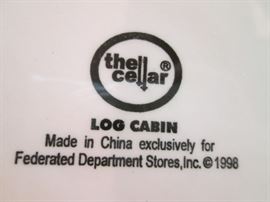 the
cellar®
LOG CABIN
Made in China exclusively for
Federated Department Stores,Inc.©1998